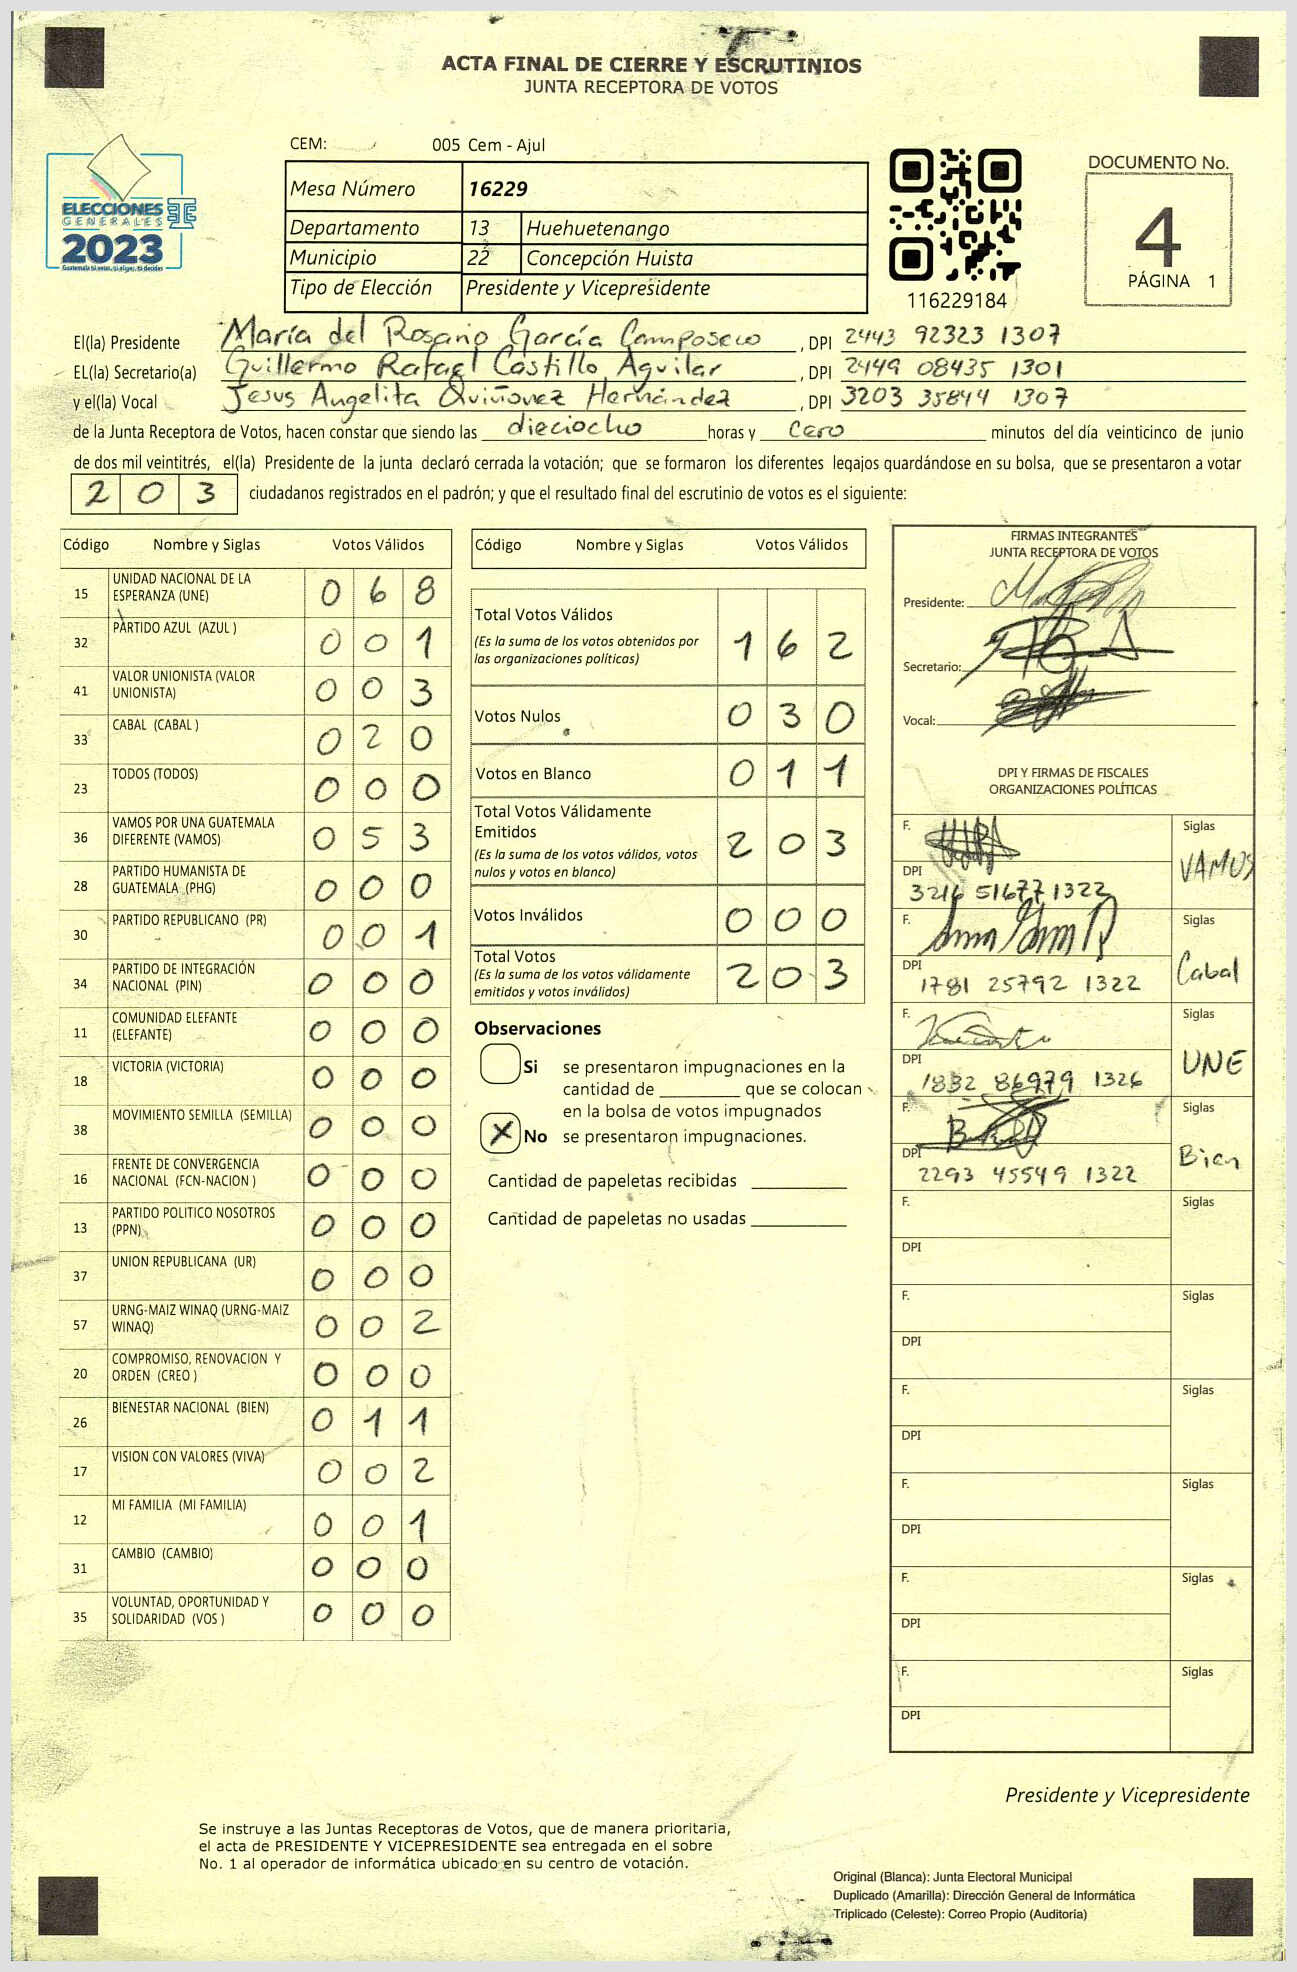 ACTA FINAL DE CIERRE Y ESCRUTINIOS
JUNTA RECEPTORA DE VOTOS
ELECCIONES
GENERALES
2023
Guatemala tú votas, tú eliges, tú decides
CEM: 005 Cem - Ajul
Mesa Número 16229
Departamento 13 Huehuetenango
Municipio 22 Concepción Huista
Tipo de Elección Presidente y Vicepresidente
116229184
DOCUMENTO No.
4
PÁGINA 1
El(la) Presidente María del Rosario García Camposeco , DPI 2443 92323 1307
EL(la) Secretario(a) Guillermo Rafael Castillo Aguilar , DPI 2449 08435 1301
y el(la) Vocal Jesus Angelita Quiñonez Hernández , DPI 3203 35844 1307
de la Junta Receptora de Votos, hacen constar que siendo las dieciocho horas y cero minutos del día veinticinco de junio
de dos mil veintitrés, el(la) Presidente de la junta declaró cerrada la votación; que se formaron los diferentes legajos quardándose en su bolsa, que se presentaron a votar
203 ciudadanos registrados en el padrón; y que el resultado final del escrutinio de votos es el siguiente:
Código Nombre y Siglas Votos Válidos
15 UNIDAD NACIONAL DE LA ESPERANZA (UNE) 0 6 8
32 PARTIDO AZUL (AZUL ) 0 0 1
41 VALOR UNIONISTA (VALOR UNIONISTA) 0 0 3
33 CABAL (CABAL ) 0 2 0
23 TODOS (TODOS) 0 0 0
36 VAMOS POR UNA GUATEMALA DIFERENTE (VAMOS) 0 5 3
28 PARTIDO HUMANISTA DE GUATEMALA (PHG) 0 0 0
30 PARTIDO REPUBLICANO (PR) 0 0 1
34 PARTIDO DE INTEGRACIÓN NACIONAL (PIN) 0 0 0
11 COMUNIDAD ELEFANTE (ELEFANTE) 0 0 0
18 VICTORIA (VICTORIA) 0 0 0
38 MOVIMIENTO SEMILLA (SEMILLA) 0 0 0
16 FRENTE DE CONVERGENCIA NACIONAL (FCN-NACION ) 0 0 0
13 PARTIDO POLITICO NOSOTROS (PPN) 0 0 0
37 UNION REPUBLICANA (UR) 0 0 0
57 URNG-MAIZ WINAQ (URNG-MAIZ WINAQ) 0 0 2
20 COMPROMISO, RENOVACION Y ORDEN (CREO ) 0 0 0
26 BIENESTAR NACIONAL (BIEN) 0 1 1
17 VISION CON VALORES (VIVA) 0 0 2
12 MI FAMILIA (MI FAMILIA) 0 0 1
31 CAMBIO (CAMBIO) 0 0 0
35 VOLUNTAD, OPORTUNIDAD Y SOLIDARIDAD (VOS ) 0 0 0
Código Nombre y Siglas Votos Válidos
Total Votos Válidos 1 6 2
(Es la suma de los votos obtenidos por
las organizaciones políticas)
Votos Nulos 0 3 0
Votos en Blanco 0 1 1
Total Votos Válidamente
Emitidos 2 0 3
(Es la suma de los votos válidos, votos
nulos y votos en blanco)
Votos Inválidos 0 0 0
Total Votos 2 0 3
(Es la suma de los votos válidamente
emitidos y votos inválidos)
Observaciones
Si se presentaron impugnaciones en la
cantidad de ________ que se colocan
en la bolsa de votos impugnados
X No se presentaron impugnaciones.
Cantidad de papeletas recibidas ________
Cantidad de papeletas no usadas ________
FIRMAS INTEGRANTES
JUNTA RECEPTORA DE VOTOS
Presidente:
Secretario:
Vocal:
DPI Y FIRMAS DE FISCALES
ORGANIZACIONES POLÍTICAS
F. Siglas VAMOS
DPI 3216 51677 1322
F. Siglas Cabal
DPI 1781 25792 1322
F. Siglas UNE
DPI 1832 86979 1326
F. Siglas Bien
DPI 2293 45549 1322
F. Siglas
DPI
F. Siglas
DPI
F. Siglas
DPI
F. Siglas
DPI
F. Siglas
DPI
F. Siglas
DPI
Presidente y Vicepresidente
Se instruye a las Juntas Receptoras de Votos, que de manera prioritaria,
el acta de PRESIDENTE Y VICEPRESIDENTE sea entregada en el sobre
No. 1 al operador de informática ubicado en su centro de votación.
Original (Blanca): Junta Electoral Municipal
Duplicado (Amarilla): Dirección General de Informática
Triplicado (Celeste): Correo Propio (Auditoría)